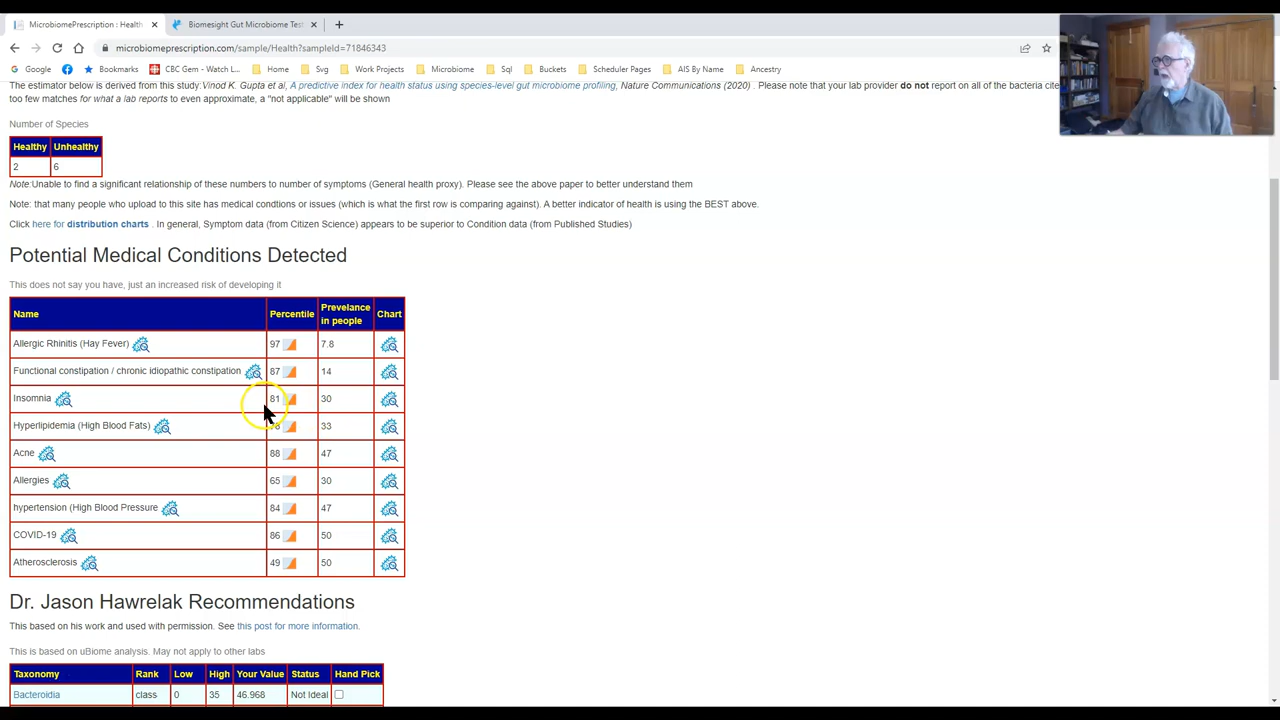 MicrobiomePrescription : Health
Biomesight Gut Microbiome Test
microbiomeprescription.com/sample/Health?sampleId=71846343
Google Bookmarks CBC Gem - Watch L... Home Svg Work Projects Microbiome Sql Buckets Scheduler Pages AIS By Name Ancestry
The estimator below is derived from this study:Vinod K. Gupta et al, A predictive index for health status using species-level gut microbiome profiling, Nature Communications (2020) . Please note that your lab provider do not report on all of the bacteria cite
too few matches for what a lab reports to even approximate, a "not applicable" will be shown
Number of Species
Healthy Unhealthy
2 6
Note:Unable to find a significant relationship of these numbers to number of symptoms (General health proxy). Please see the above paper to better understand them
Note: that many people who upload to this site has medical condtions or issues (which is what the first row is comparing against). A better indicator of health is using the BEST above.
Click here for distribution charts . In general, Symptom data (from Citizen Science) appears to be superior to Condition data (from Published Studies)
Potential Medical Conditions Detected
This does not say you have, just an increased risk of developing it
Name Percentile Prevelance in people Chart
Allergic Rhinitis (Hay Fever) 97 7.8
Functional constipation / chronic idiopathic constipation 87 14
Insomnia 81 30
Hyperlipidemia (High Blood Fats) 33
Acne 88 47
Allergies 65 30
hypertension (High Blood Pressure 84 47
COVID-19 86 50
Atherosclerosis 49 50
Dr. Jason Hawrelak Recommendations
This based on his work and used with permission. See this post for more information.
This is based on uBiome analysis. May not apply to other labs
Taxonomy Rank Low High Your Value Status Hand Pick
Bacteroidia class 0 35 46.968 Not Ideal